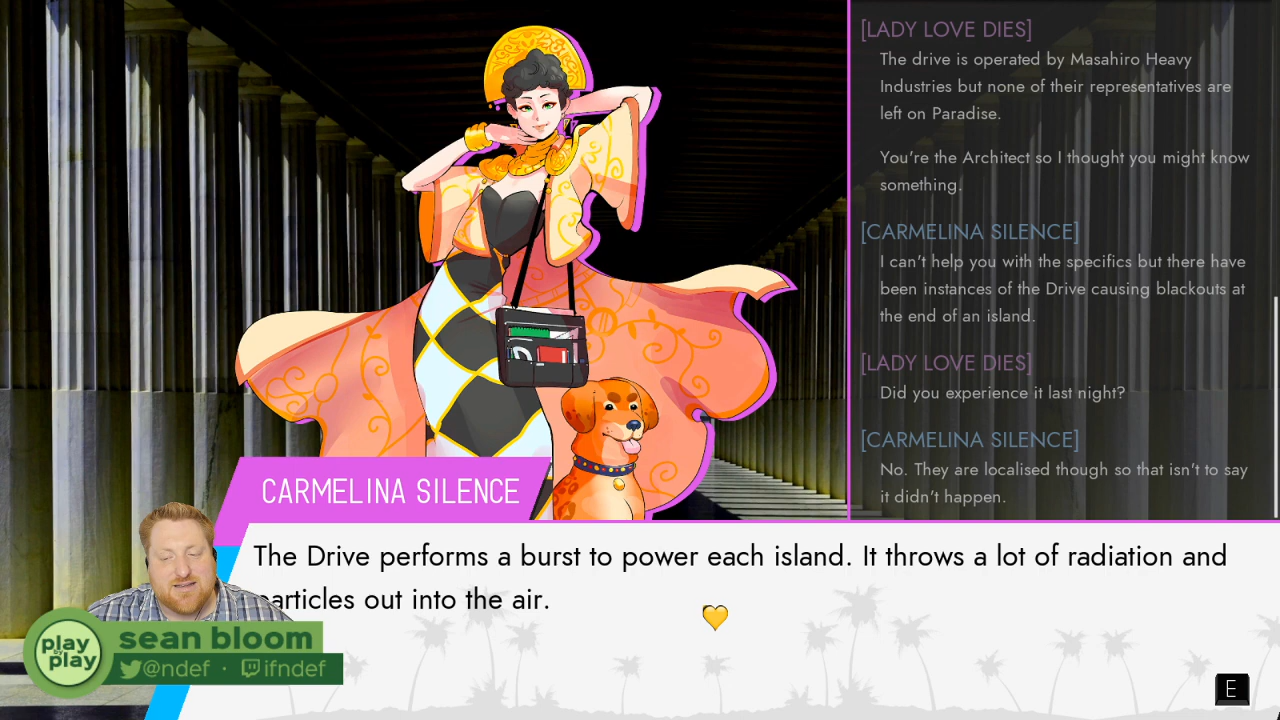 [LADY LOVE DIES]
The drive is operated by Masahiro Heavy
Industries but none of their representatives are
left on Paradise.
You're the Architect so I thought you might know
something.
[CARMELINA SILENCE]
I can't help you with the specifics but there have
been instances of the Drive causing blackouts at
the end of an island.
[LADY LOVE DIES]
Did you experience it last night?
[CARMELINA SILENCE]
No. They are localised though so that isn't to say
it didn't happen.
CARMELINA SILENCE
The Drive performs a burst to power each island. It throws a lot of radiation and
particles out into the air.
play
by
play
sean bloom
@ndef · ifndef
E